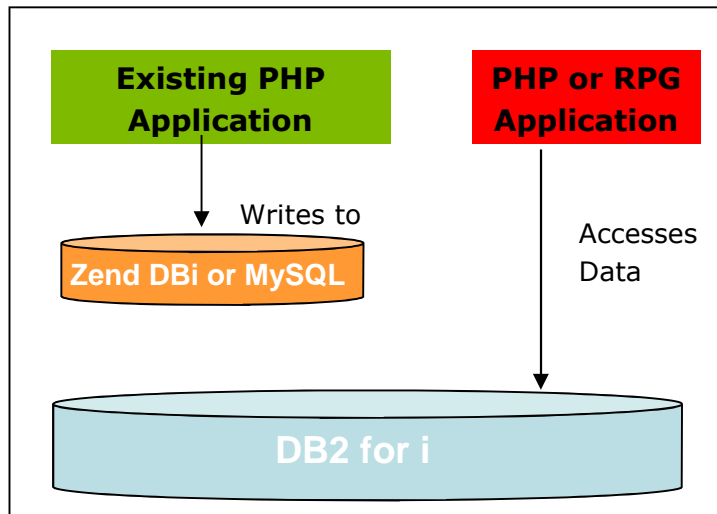 Existing PHP
Application
PHP or RPG
Application
Writes to
Accesses
Data
Zend DBi or MySQL
DB2 for i